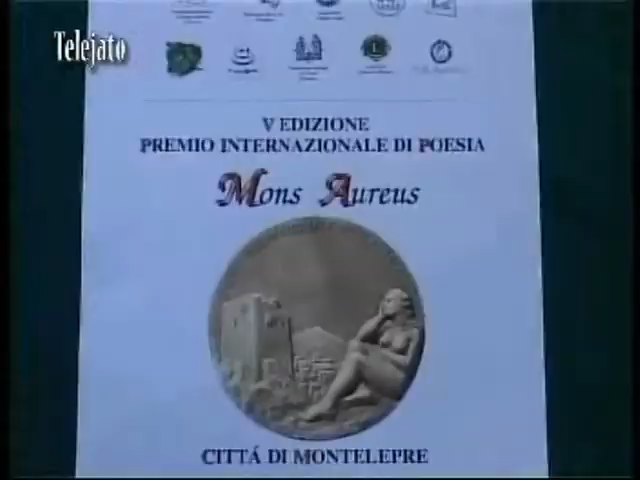 Telejato
V EDIZIONE
PREMIO INTERNAZIONALE DI POESIA
Mons Aureus
CITTÁ DI MONTELEPRE